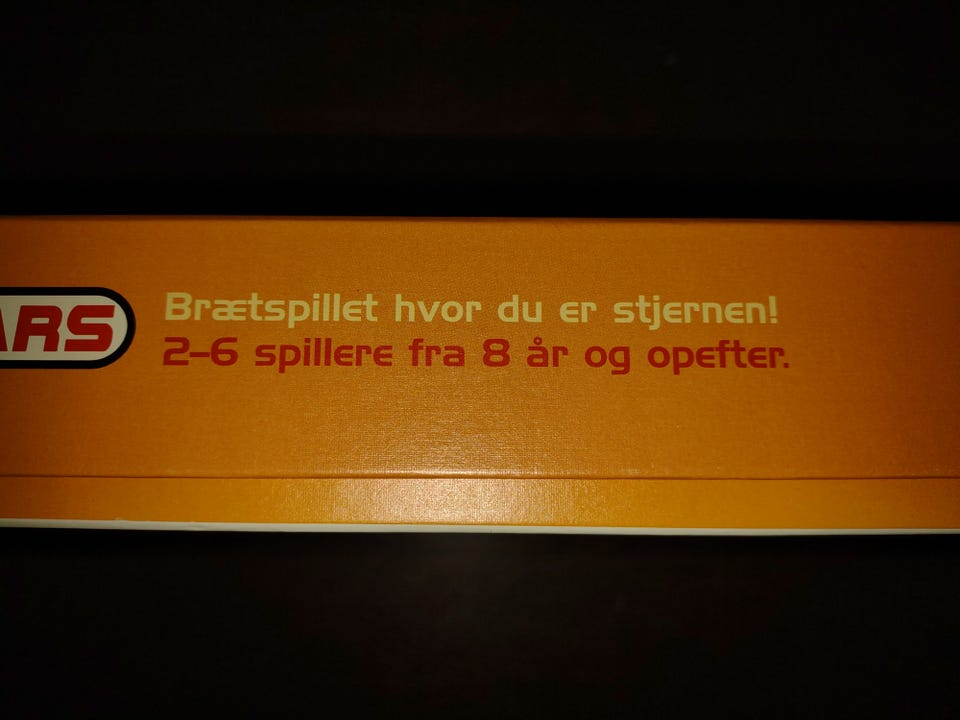 ARS
Brætspillet hvor du er stjernen!
2–6 spillere fra 8 år og opefter.